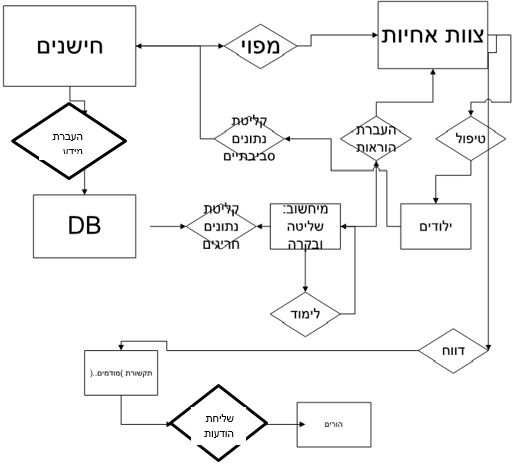 חישנים
מפוי
צוות אחיות
העברת
מידע
קליטת
נתונים
סביבתיים
העברת
הוראות
טיפול
DB
קליטת
נתונים
חריגים
מיחשוב:
שליטה
ובקרה
ילודים
לימוד
דווח
תקשורת (מודמים..)
שליחת
הודעות
הורים